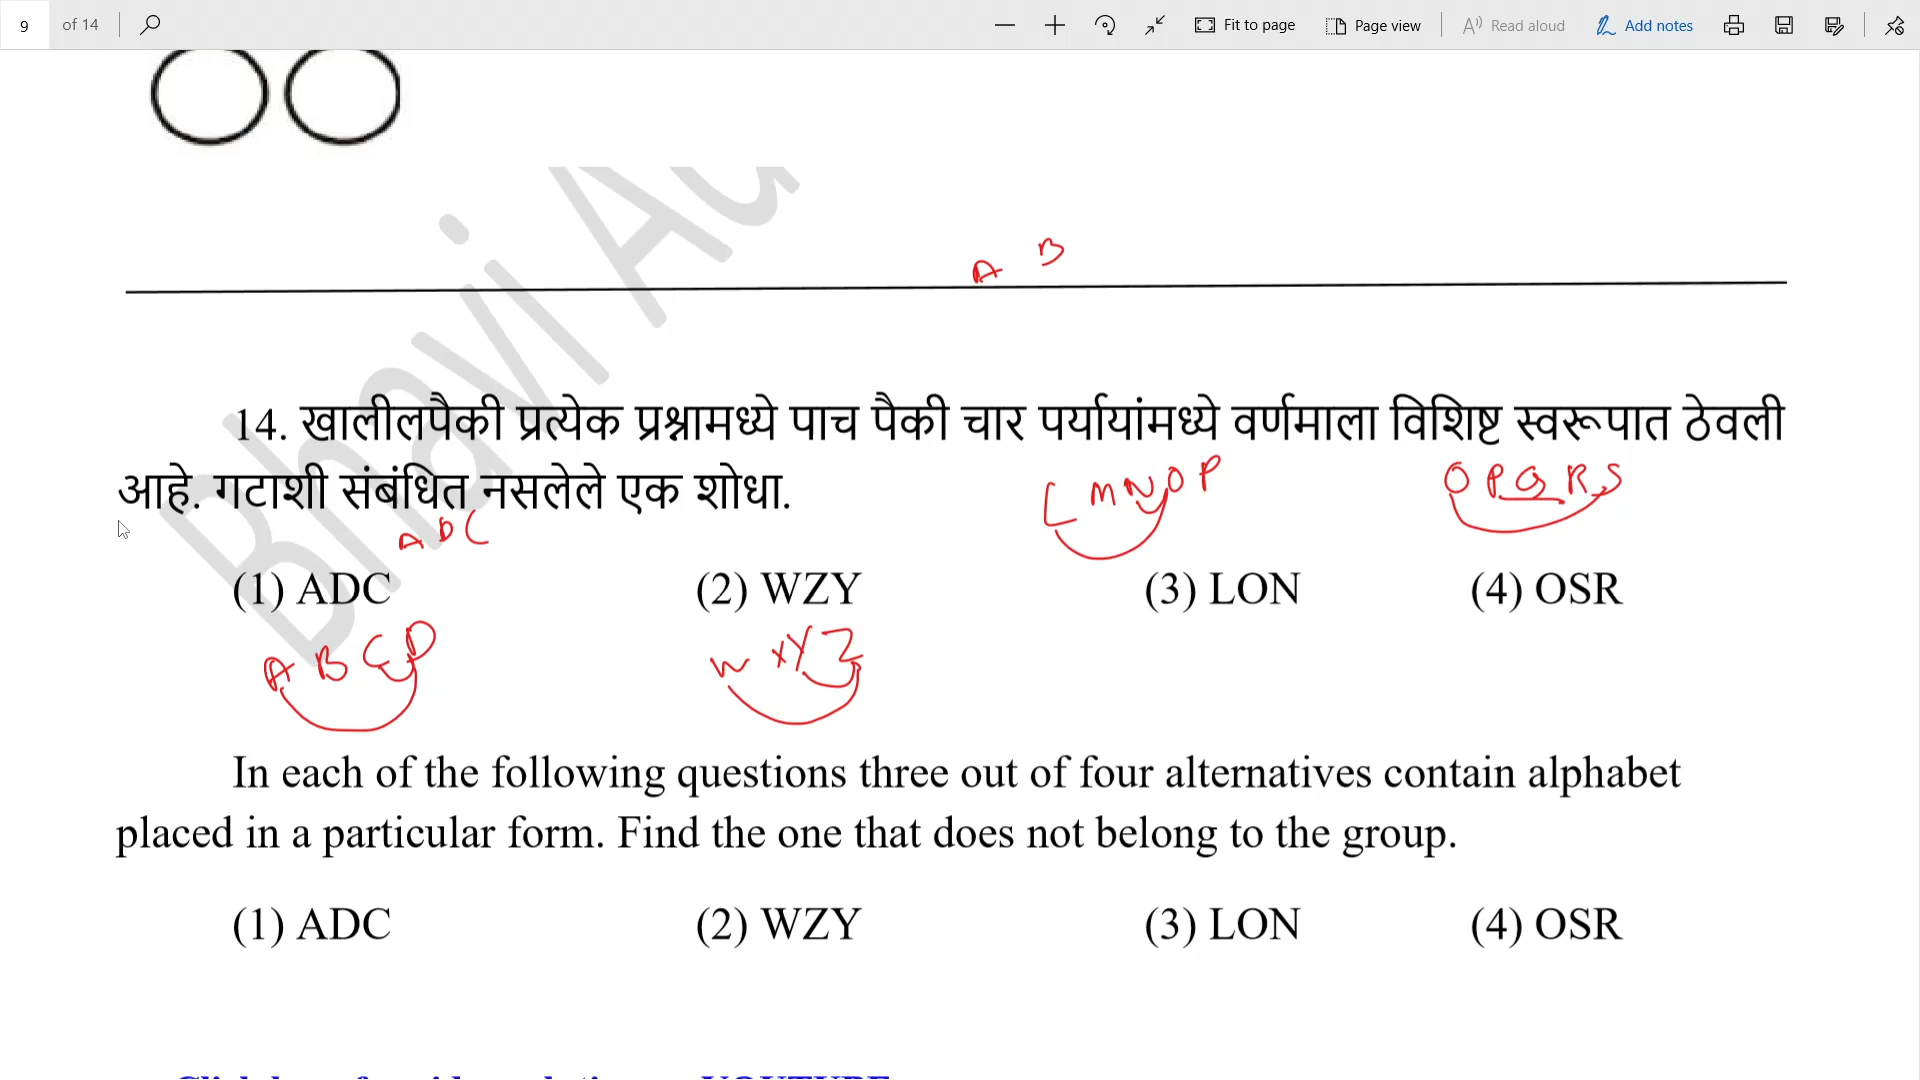 9 of 14 Fit to page Page view Read aloud Add notes
Bhavi Ad
A B
14. खालीलपैकी प्रत्येक प्रश्नामध्ये पाच पैकी चार पर्यायांमध्ये वर्णमाला विशिष्ट स्वरूपात ठेवली
आहे. गटाशी संबंधित नसलेले एक शोधा.
L M N O P O P Q R S
A D C
(1) ADC (2) WZY (3) LON (4) OSR
A B C D W X Y Z
In each of the following questions three out of four alternatives contain alphabet
placed in a particular form. Find the one that does not belong to the group.
(1) ADC (2) WZY (3) LON (4) OSR